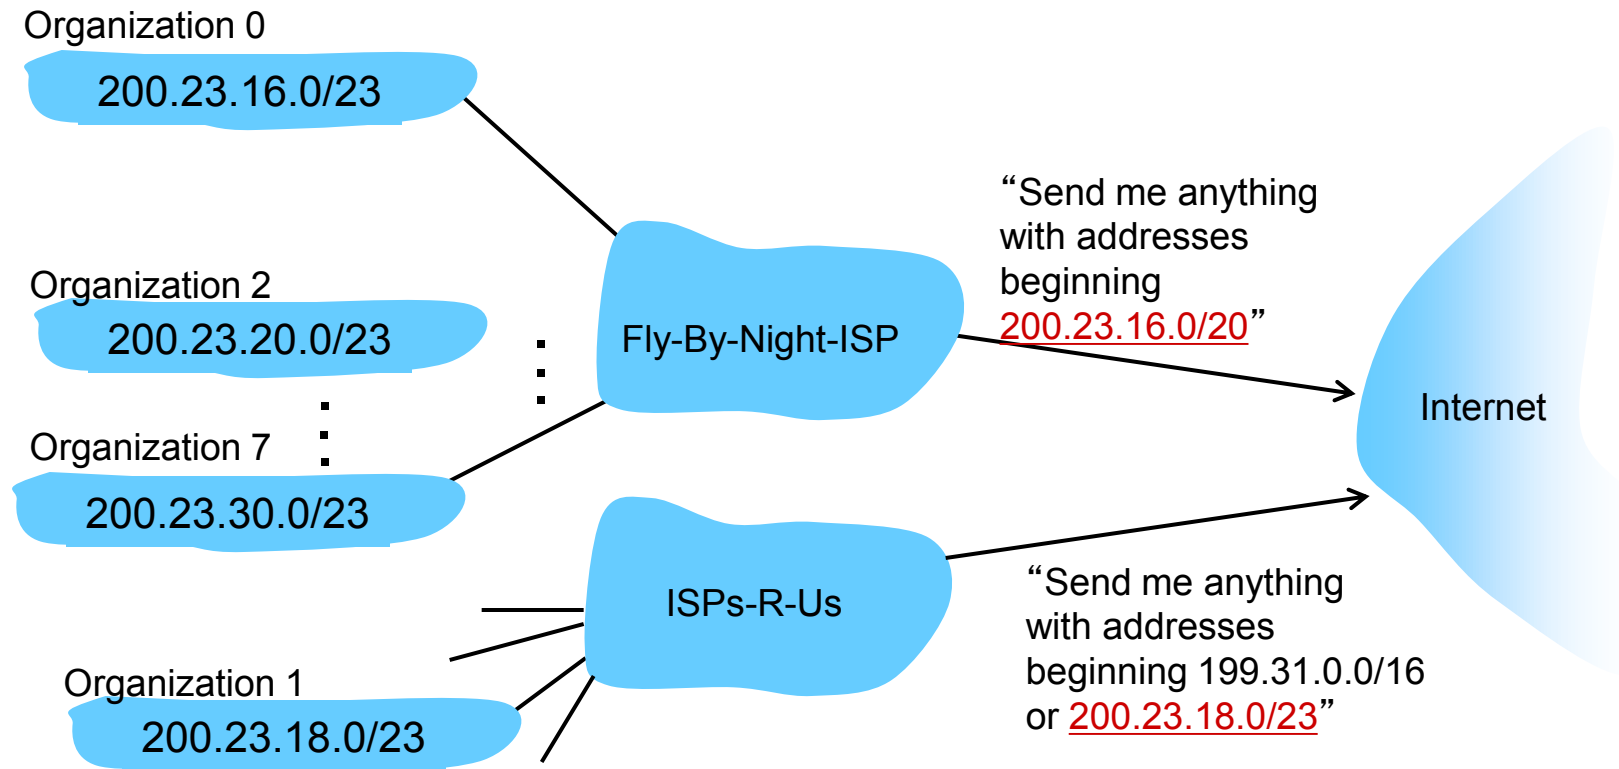 Organization 0
200.23.16.0/23
Organization 2
200.23.20.0/23
Organization 7
200.23.30.0/23
Fly-By-Night-ISP
“Send me anything
with addresses
beginning
200.23.16.0/20”
Internet
ISPs-R-Us
Organization 1
200.23.18.0/23
“Send me anything
with addresses
beginning 199.31.0.0/16
or 200.23.18.0/23”